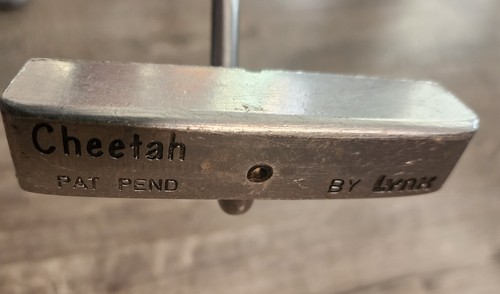 Cheetah
PAT PEND
BY Lynx